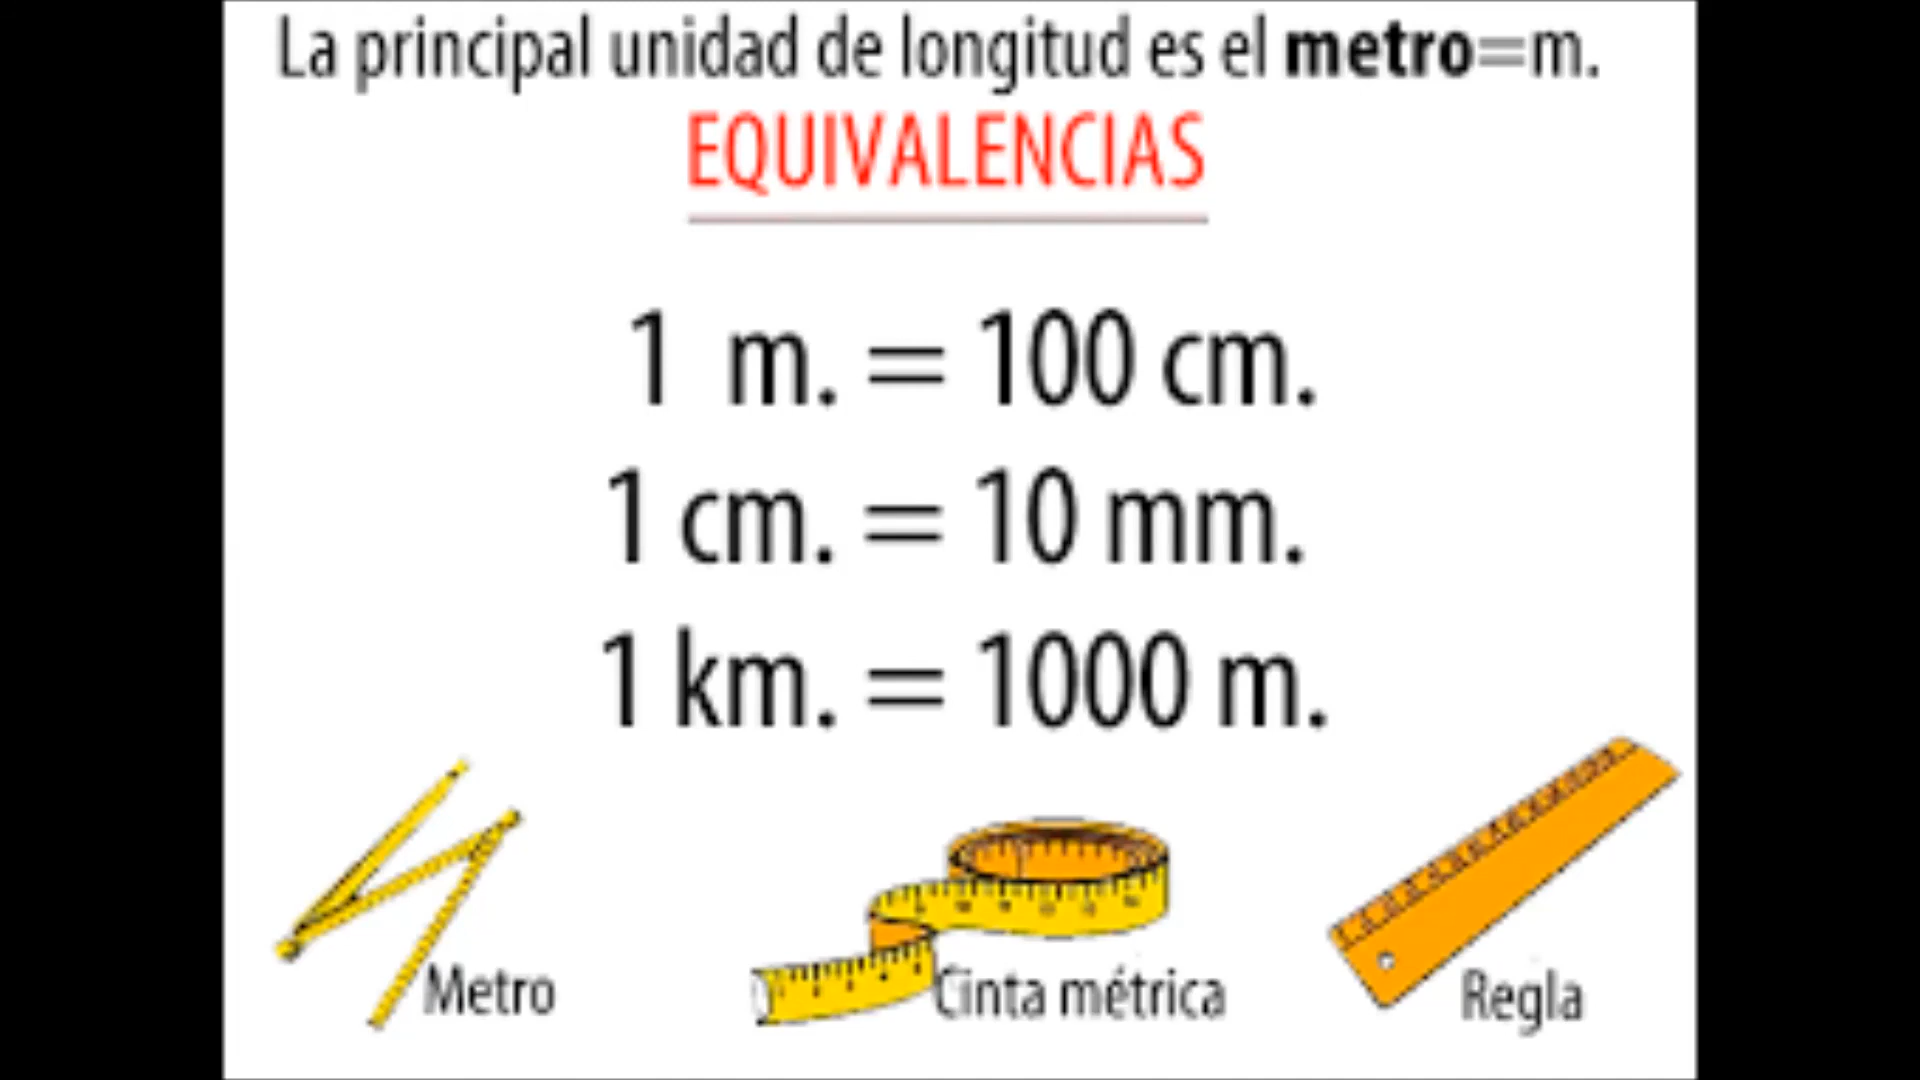 La principal unidad de longitud es el metro=m.
EQUIVALENCIAS
1 m. = 100 cm.
1 cm. = 10 mm.
1 km. = 1000 m.
Metro
Cinta métrica
Regla